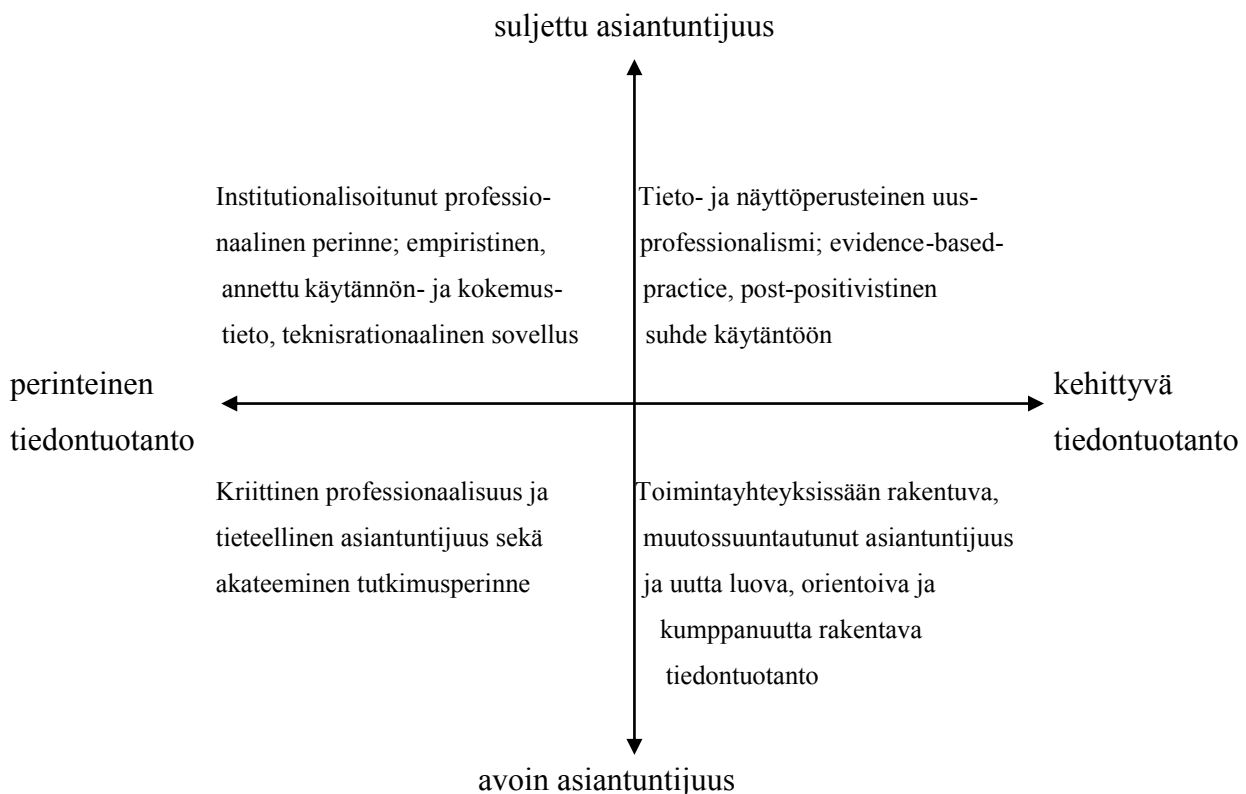 suljettu asiantuntijuus
Institutionalisoitunut professio-
naalinen perinne; empiristinen,
annettu käytännön- ja kokemus-
tieto, teknisrationaalinen sovellus
Tieto- ja näyttöperusteinen uus-
professionalismi; evidence-based-
practice, post-positivistinen
suhde käytäntöön
perinteinen
tiedontuotanto
kehittyvä
tiedontuotanto
Kriittinen professionaalisuus ja
tieteellinen asiantuntijuus sekä
akateeminen tutkimusperinne
Toimintayhteyksissään rakentuva,
muutossuuntautunut asiantuntijuus
ja uutta luova, orientoiva ja
kumppanuutta rakentava
tiedontuotanto
avoin asiantuntijuus